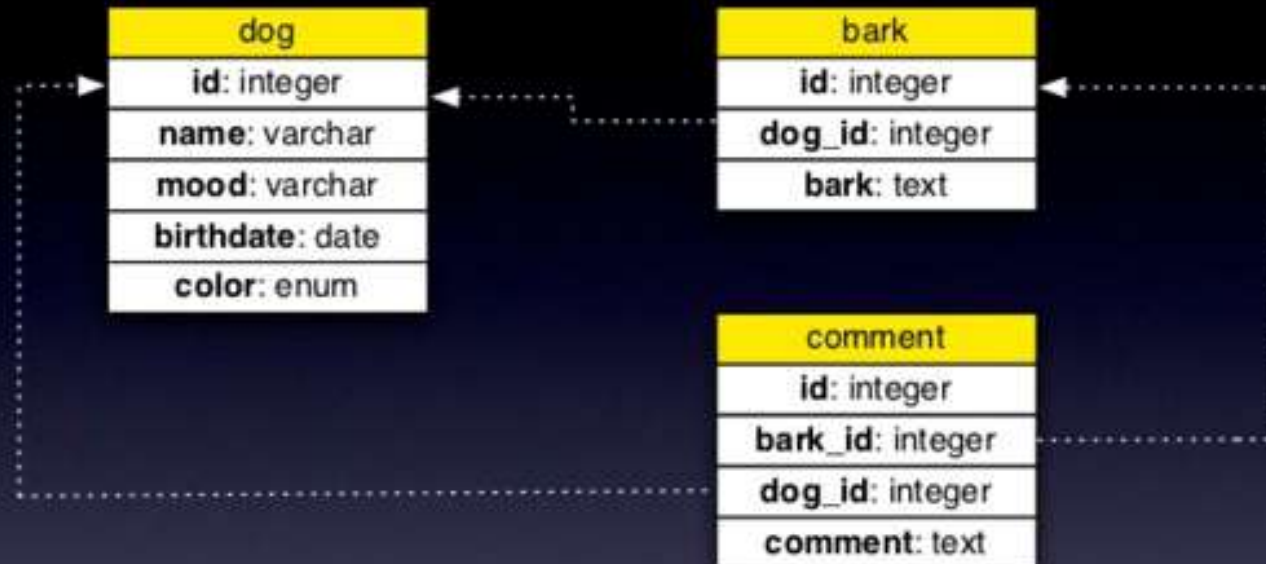 dog
id: integer
name: varchar
mood: varchar
birthdate: date
color: enum
bark
id: integer
dog_id: integer
bark: text
comment
id: integer
bark_id: integer
dog_id: integer
comment: text